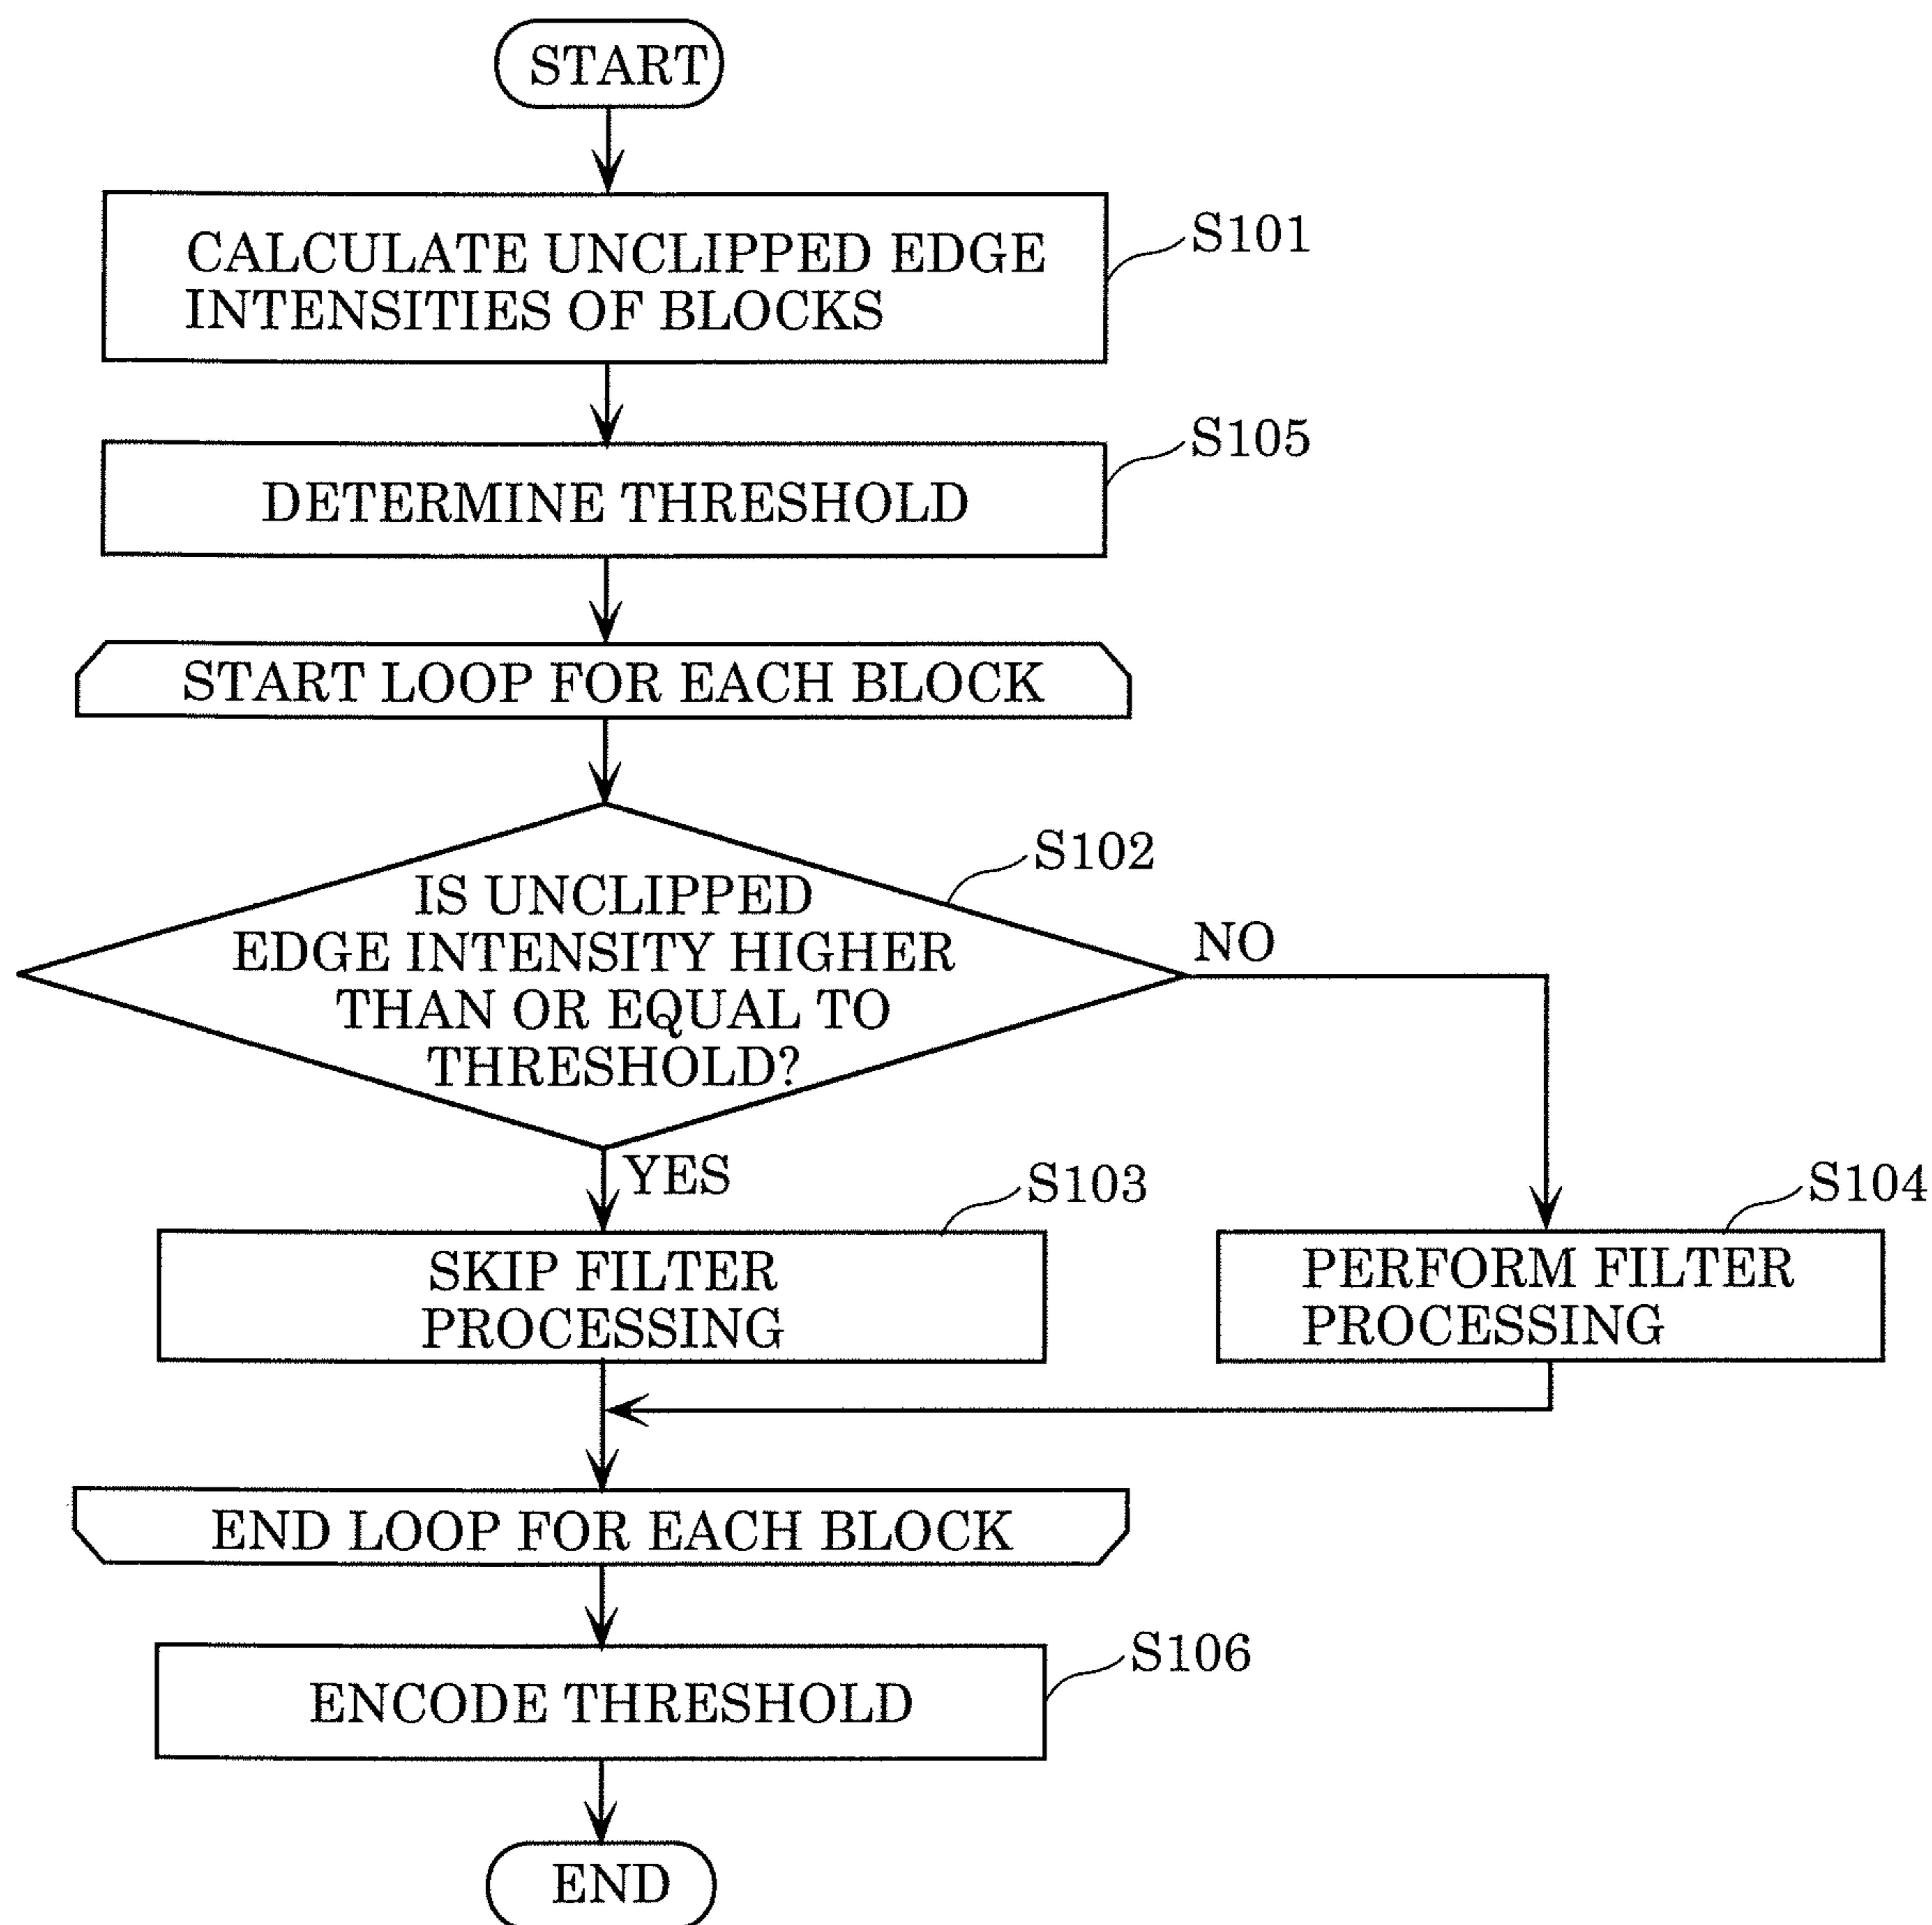 START
CALCULATE UNCLIPPED EDGE
INTENSITIES OF BLOCKS
S101
DETERMINE THRESHOLD
S105
START LOOP FOR EACH BLOCK
IS UNCLIPPED
EDGE INTENSITY HIGHER
THAN OR EQUAL TO
THRESHOLD?
S102
NO
YES
SKIP FILTER
PROCESSING
S103
PERFORM FILTER
PROCESSING
S104
END LOOP FOR EACH BLOCK
ENCODE THRESHOLD
S106
END